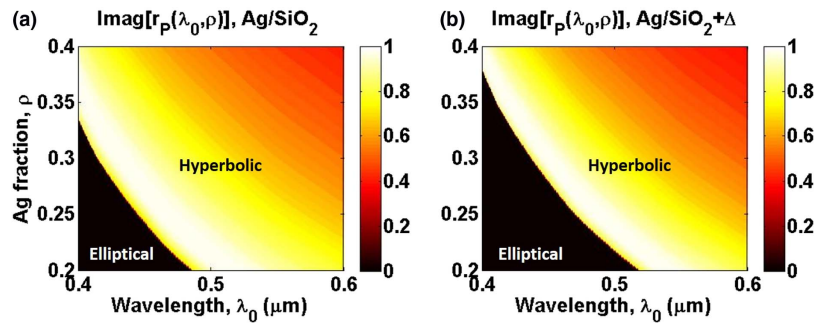 (a) Imag[r_P(λ_0,ρ)], Ag/SiO_2
Ag fraction, ρ
0.4
0.35
0.3
0.25
0.2
Hyperbolic
Elliptical
0.4 0.5 0.6
Wavelength, λ_0 (μm)
1
0.8
0.6
0.4
0.2
0
(b) Imag[r_P(λ_0,ρ)], Ag/SiO_2+Δ
0.4
0.35
0.3
0.25
0.2
Hyperbolic
Elliptical
0.4 0.5 0.6
Wavelength, λ_0 (μm)
1
0.8
0.6
0.4
0.2
0